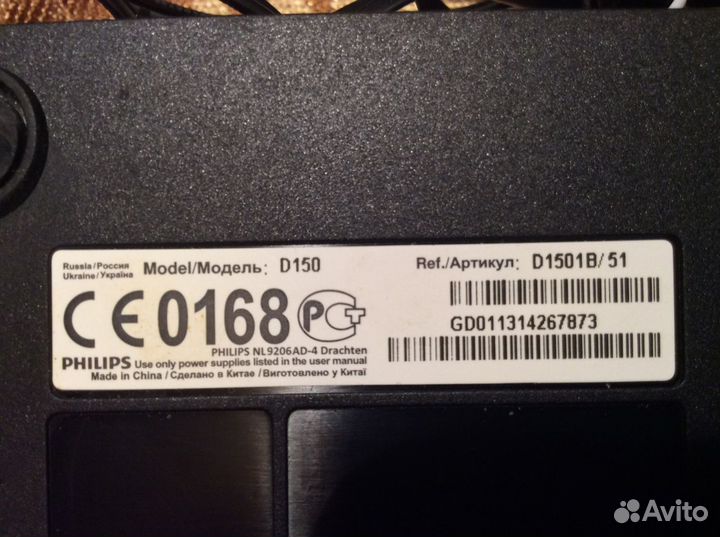 Russia/Россия
Ukraine/Україна
Model/Модель: D150
Ref./Артикул: D1501B/51
CE 0168 РСТ
GD011314267873
PHILIPS NL9206AD-4 Drachten
PHILIPS Use only power supplies listed in the user manual
Made in China / Сделано в Китае / Виготовлено у Китаї
Avito